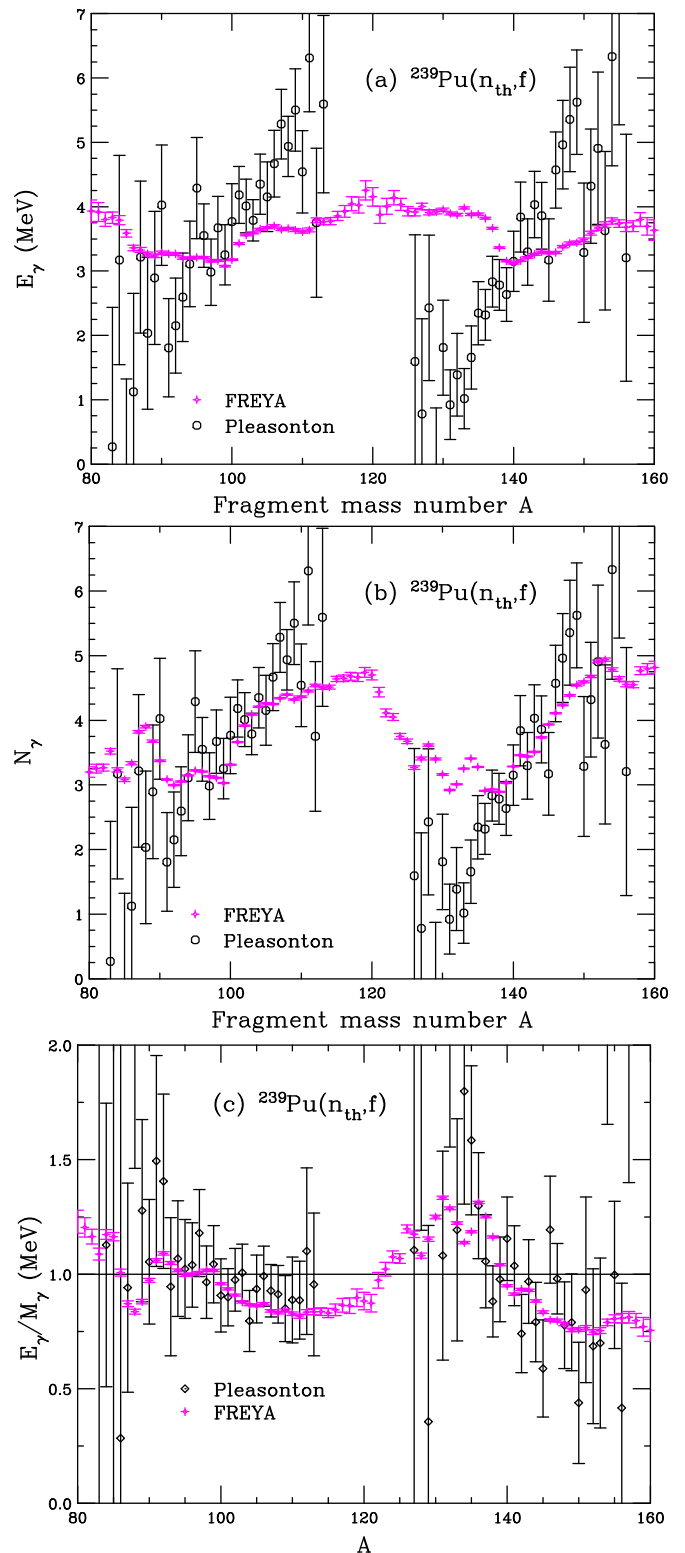 7
6
5
4
3
2
1
0
E_γ (MeV)
(a) ²³⁹Pu(n_th,f)
FREYA
Pleasonton
80 100 120 140 160
Fragment mass number A
7
6
5
4
3
2
1
0
N_γ
(b) ²³⁹Pu(n_th,f)
FREYA
Pleasonton
80 100 120 140 160
Fragment mass number A
2.0
1.5
1.0
0.5
0.0
E_γ/M_γ (MeV)
(c) ²³⁹Pu(n_th,f)
Pleasonton
FREYA
80 100 120 140 160
A